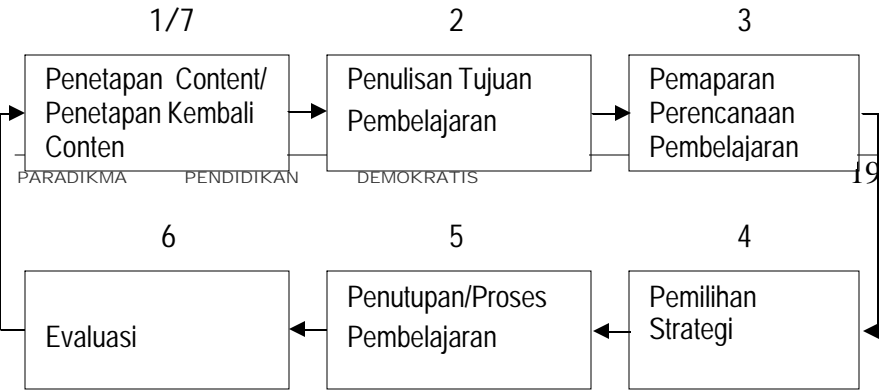 1/7
2
3
Penetapan Content/
Penetapan Kembali
Conten
Penulisan Tujuan
Pembelajaran
Pemaparan
Perencanaan
Pembelajaran
PARADIKMA PENDIDIKAN DEMOKRATIS
19
6
5
4
Evaluasi
Penutupan/Proses
Pembelajaran
Pemilihan
Strategi